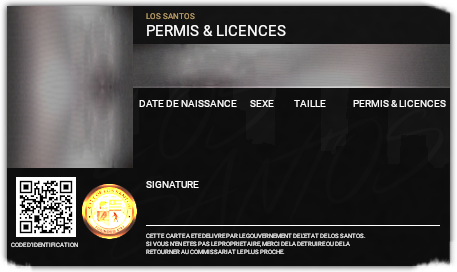 LOS SANTOS
PERMIS & LICENCES
DATE DE NAISSANCE SEXE TAILLE PERMIS & LICENCES
SIGNATURE
CODE D'IDENTIFICATION
CETTE CARTE A ETE DELIVRE PAR LE GOUVERNEMENT DE L'ETAT DE LOS SANTOS.
SI VOUS N'EN ETES PAS LE PROPRIETAIRE, MERCI DE LA DETRUIRE OU DE LA
RETOURNER AU COMMISSARIAT LE PLUS PROCHE.